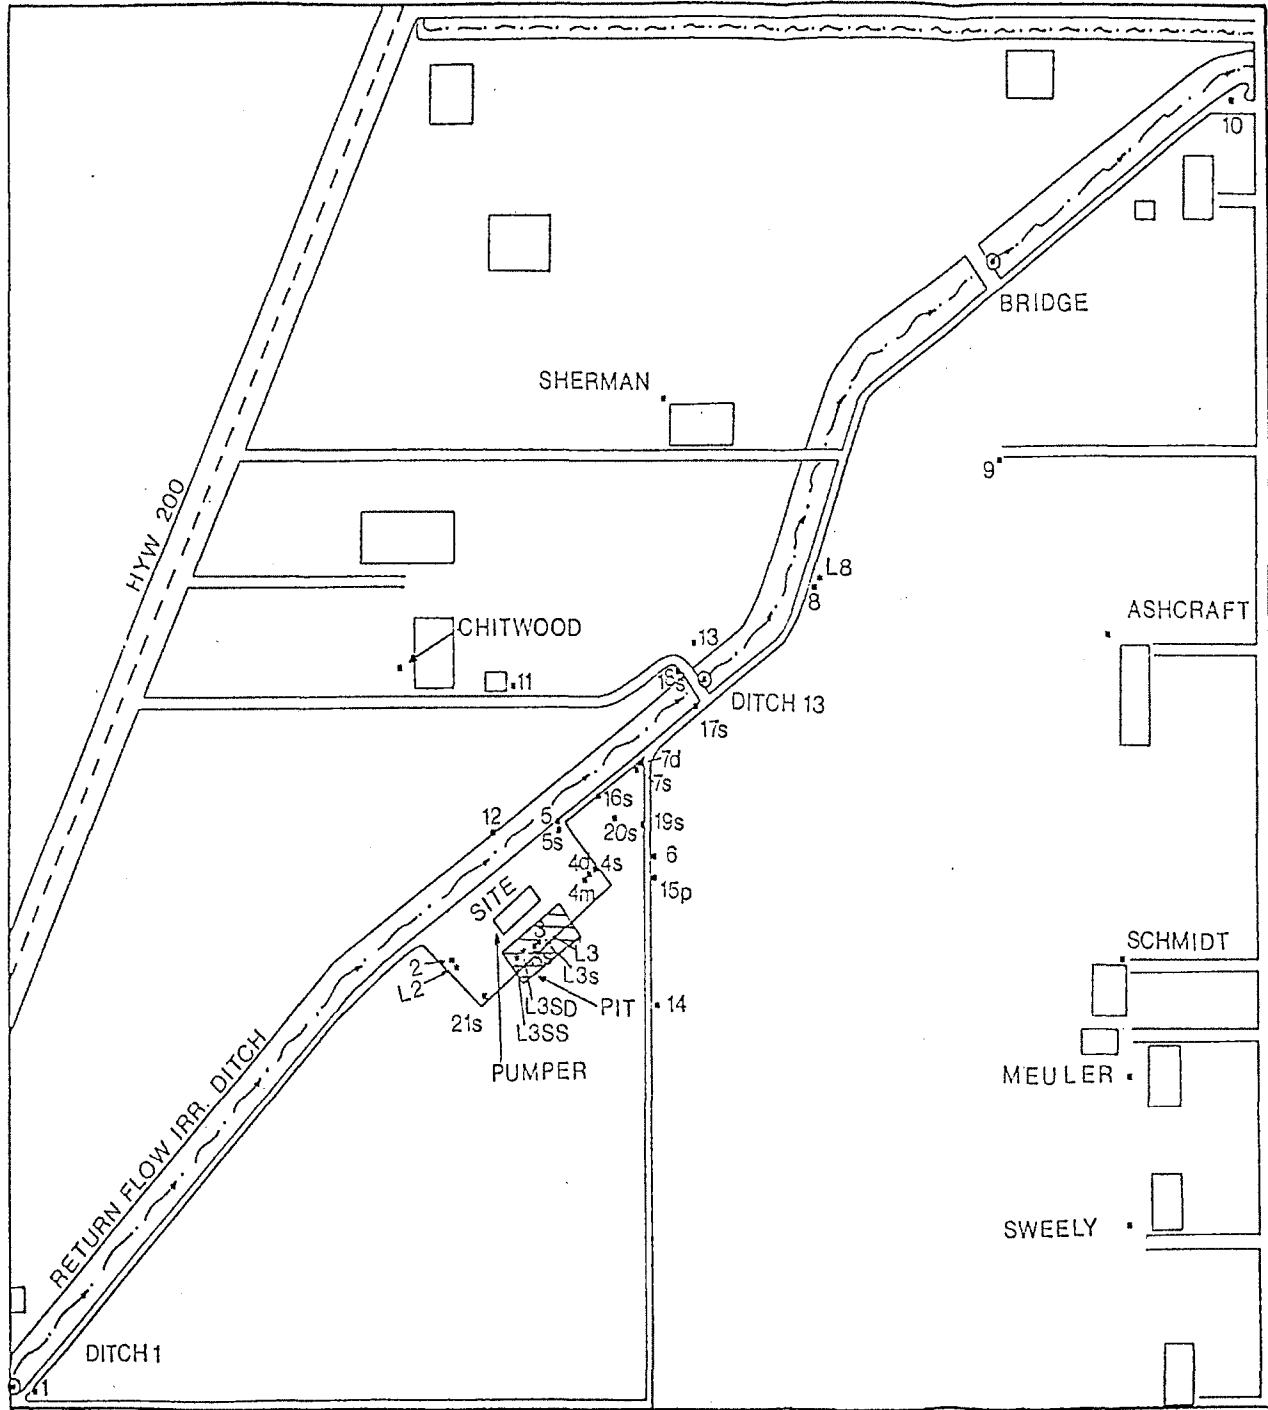 10
BRIDGE
SHERMAN
9
HYW 200
L8
8
ASHCRAFT
CHITWOOD
13
11
DITCH 13
17s
7d
7s
16s
12
5
5s
20s
19s
6
4d
4s
4m
15p
SITE
3
SCHMIDT
2
L2
L3
L3s
L3SD
PIT
14
21s
L3SS
PUMPER
MEULER
RETURN FLOW IRR. DITCH
SWEELY
DITCH 1
1